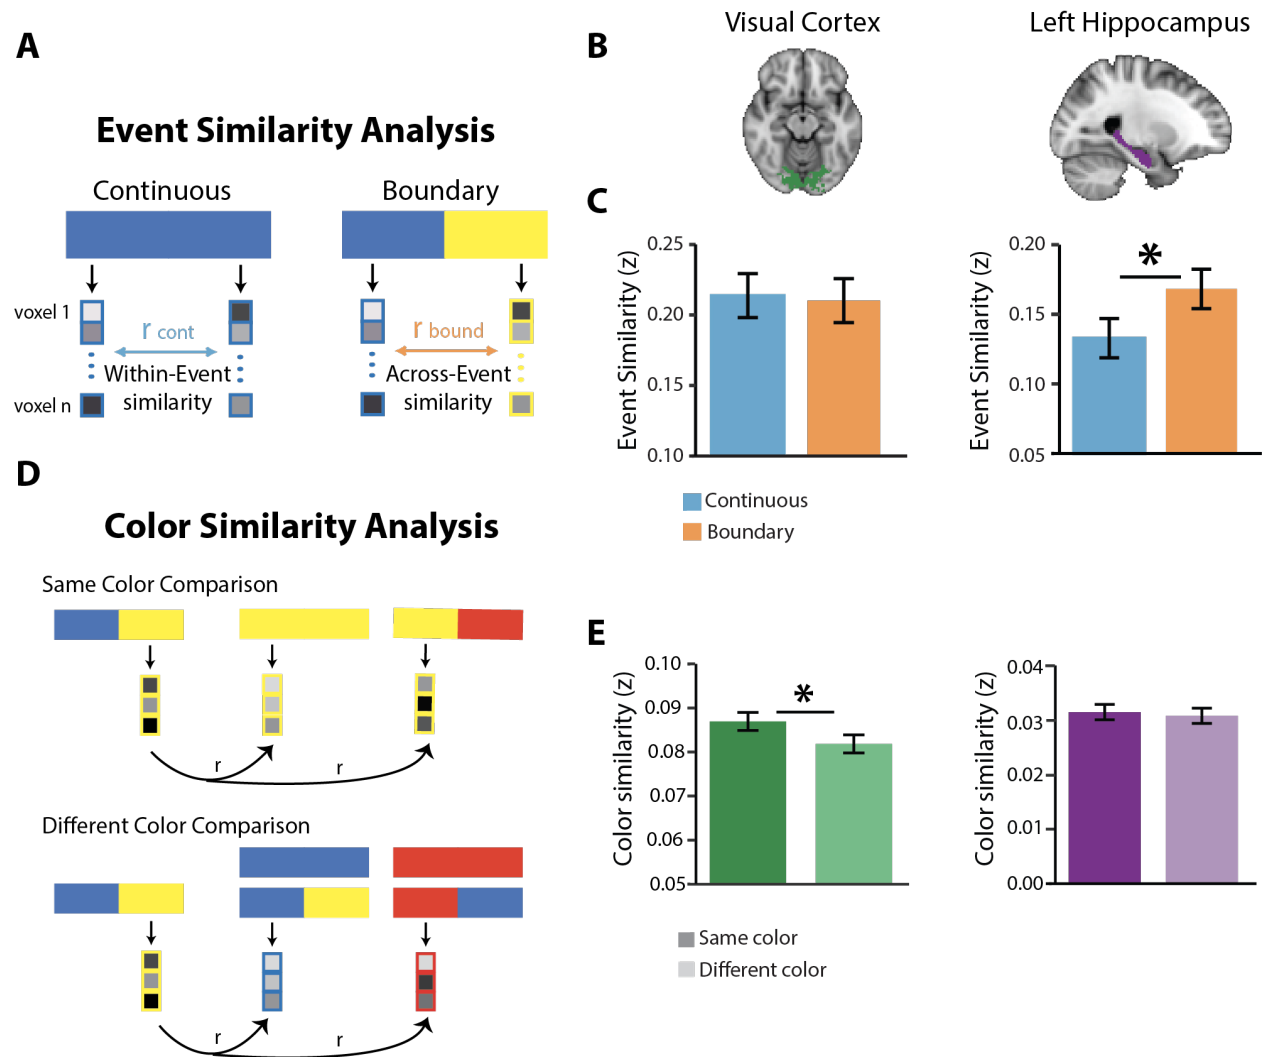 A
Event Similarity Analysis
Continuous
Boundary
voxel 1
r cont
r bound
Within-Event
similarity
Across-Event
similarity
voxel n
B
Visual Cortex
Left Hippocampus
C
Event Similarity (z)
0.25
0.20
0.15
0.10
Event Similarity (z)
0.20
0.15
0.10
0.05
*
Continuous
Boundary
D
Color Similarity Analysis
Same Color Comparison
r
r
Different Color Comparison
r
r
E
Color similarity (z)
0.10
0.09
0.08
0.07
0.06
0.05
*
Color similarity (z)
0.04
0.03
0.02
0.01
0.00
Same color
Different color